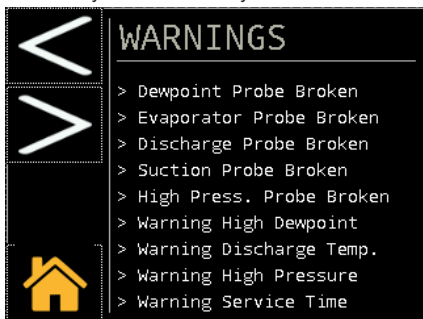 WARNINGS
> Dewpoint Probe Broken
> Evaporator Probe Broken
> Discharge Probe Broken
> Suction Probe Broken
> High Press. Probe Broken
> Warning High Dewpoint
> Warning Discharge Temp.
> Warning High Pressure
> Warning Service Time